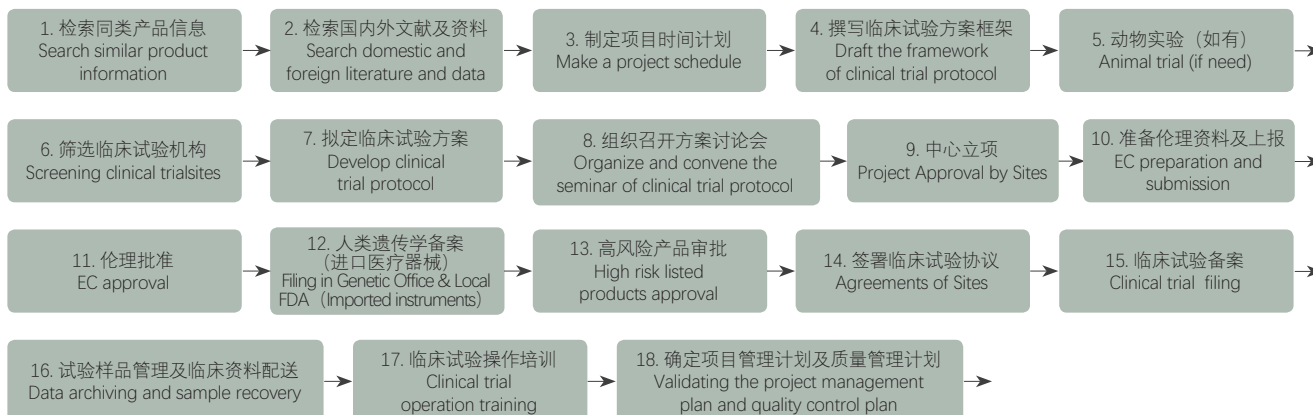 1. 检索同类产品信息
Search similar product
information
2. 检索国内外文献及资料
Search domestic and
foreign literature and data
3. 制定项目时间计划
Make a project schedule
4. 撰写临床试验方案框架
Draft the framework
of clinical trial protocol
5. 动物实验（如有）
Animal trial (if need)
6. 筛选临床试验机构
Screening clinical trialsites
7. 拟定临床试验方案
Develop clinical
trial protocol
8. 组织召开方案讨论会
Organize and convene the
seminar of clinical trial protocol
9. 中心立项
Project Approval by Sites
10. 准备伦理资料及上报
EC preparation and
submission
11. 伦理批准
EC approval
12. 人类遗传学备案
（进口医疗器械）
Filing in Genetic Office & Local
FDA（Imported instruments）
13. 高风险产品审批
High risk listed
products approval
14. 签署临床试验协议
Agreements of Sites
15. 临床试验备案
Clinical trial filing
16. 试验样品管理及临床资料配送
Data archiving and sample recovery
17. 临床试验操作培训
Clinical trial
operation training
18. 确定项目管理计划及质量管理计划
Validating the project management
plan and quality control plan